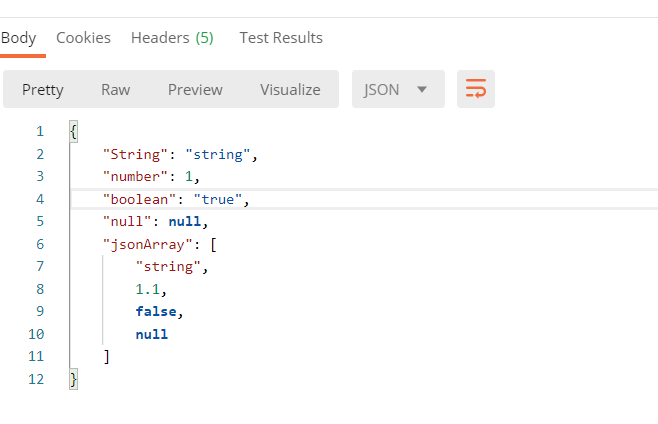 Body Cookies Headers (5) Test Results
Pretty Raw Preview Visualize JSON
1 {
2 "String": "string",
3 "number": 1,
4 "boolean": "true",
5 "null": null,
6 "jsonArray": [
7 "string",
8 1.1,
9 false,
10 null
11 ]
12 }